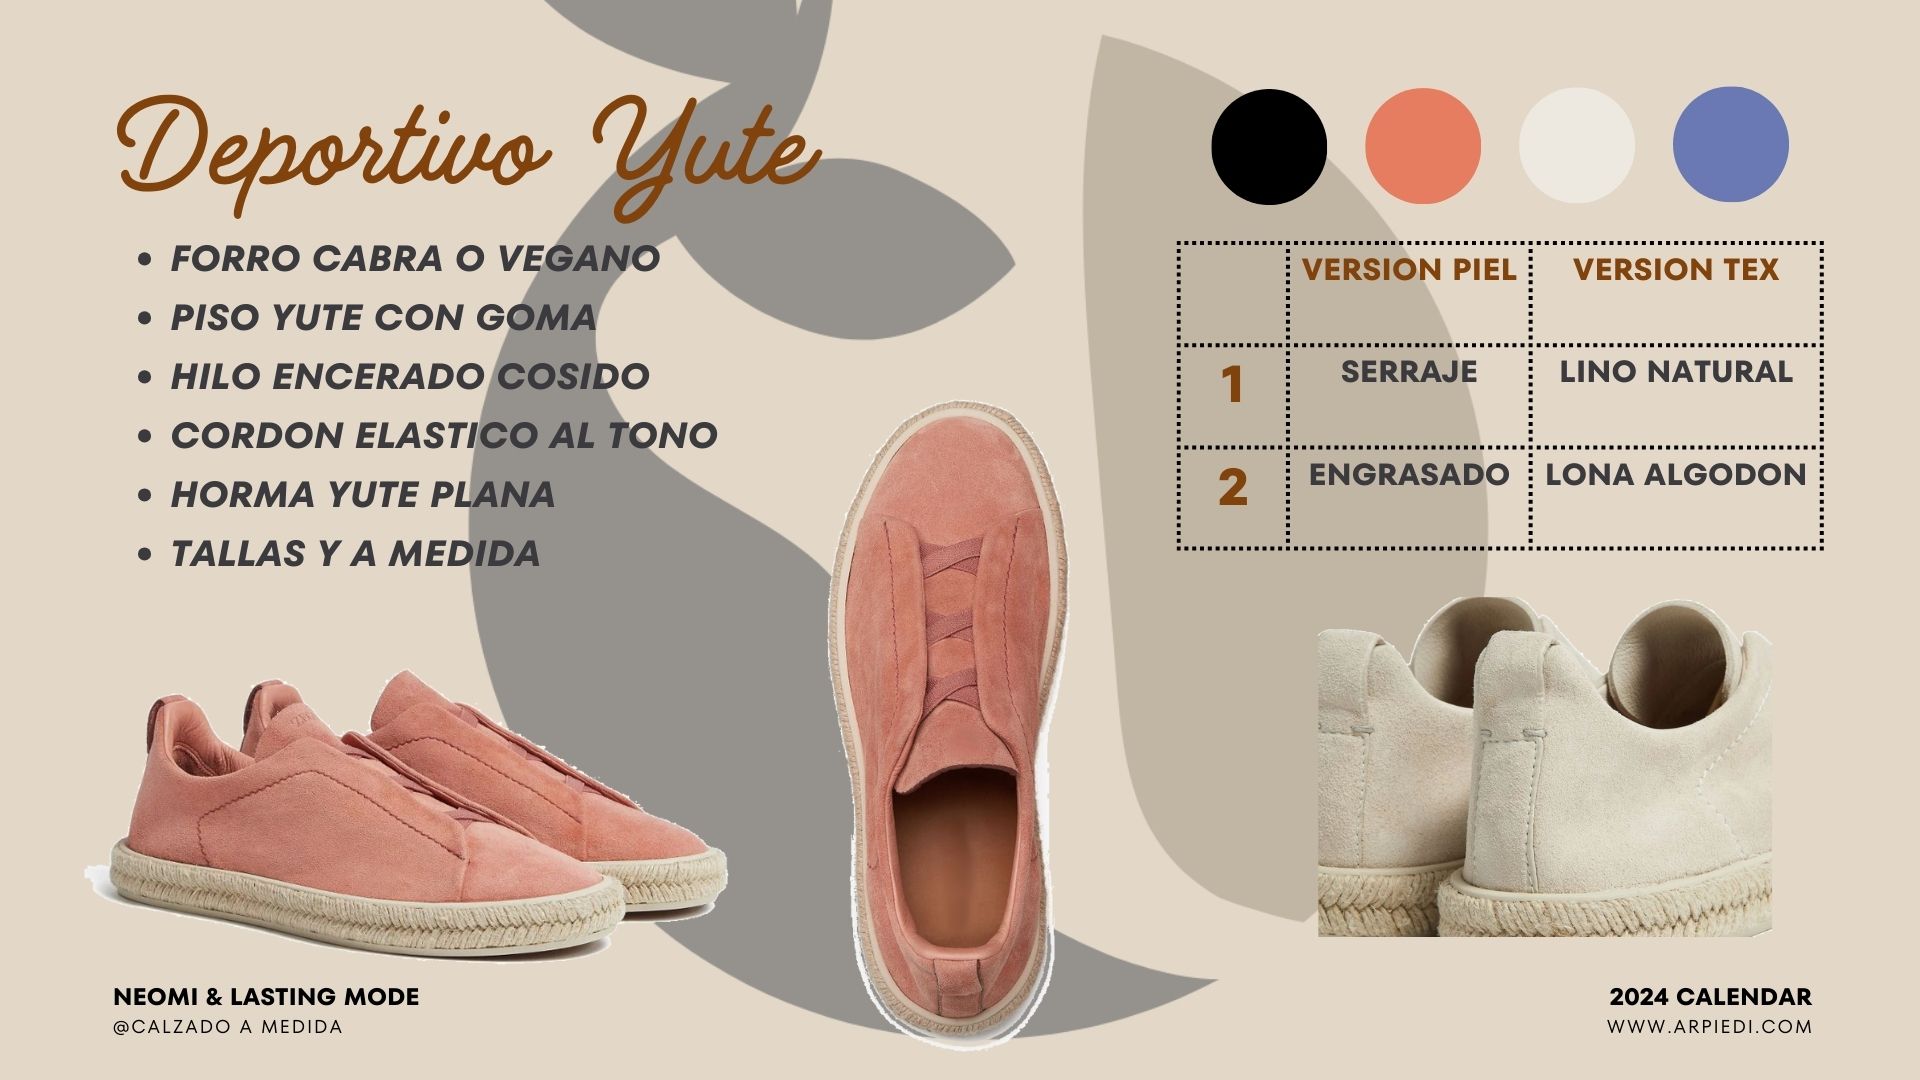 Deportivo Yute
• FORRO CABRA O VEGANO
• PISO YUTE CON GOMA
• HILO ENCERADO COSIDO
• CORDON ELASTICO AL TONO
• HORMA YUTE PLANA
• TALLAS Y A MEDIDA
VERSION PIEL VERSION TEX
1 SERRAJE LINO NATURAL
2 ENGRASADO LONA ALGODON
NEOMI & LASTING MODE
@CALZADO A MEDIDA
2024 CALENDAR
WWW.ARPIEDI.COM